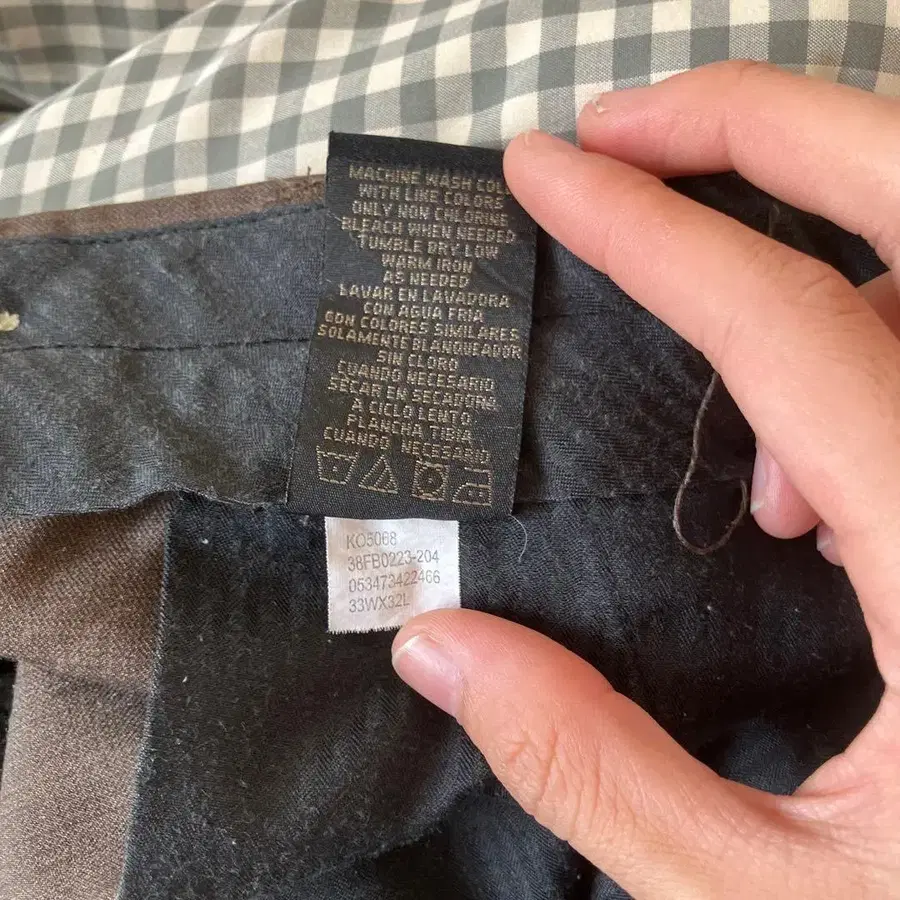 MACHINE WASH COL
WITH LIKE COLORS
ONLY NON CHLORINE
BLEACH WHEN NEEDED
TUMBLE DRY LOW
WARM IRON
AS NEEDED
LAVAR EN LAVADORA
CON AGUA FRIA
CON COLORES SIMILARES
SOLAMENTE BLANQUEADOR
SIN CLORO
CUANDO NECESARIO
SECAR EN SECADORA
A CICLO LENTO
PLANCHA TIBIA
CUANDO NECESARIO
KO5068
38FB0223-204
053473422466
33WX32L